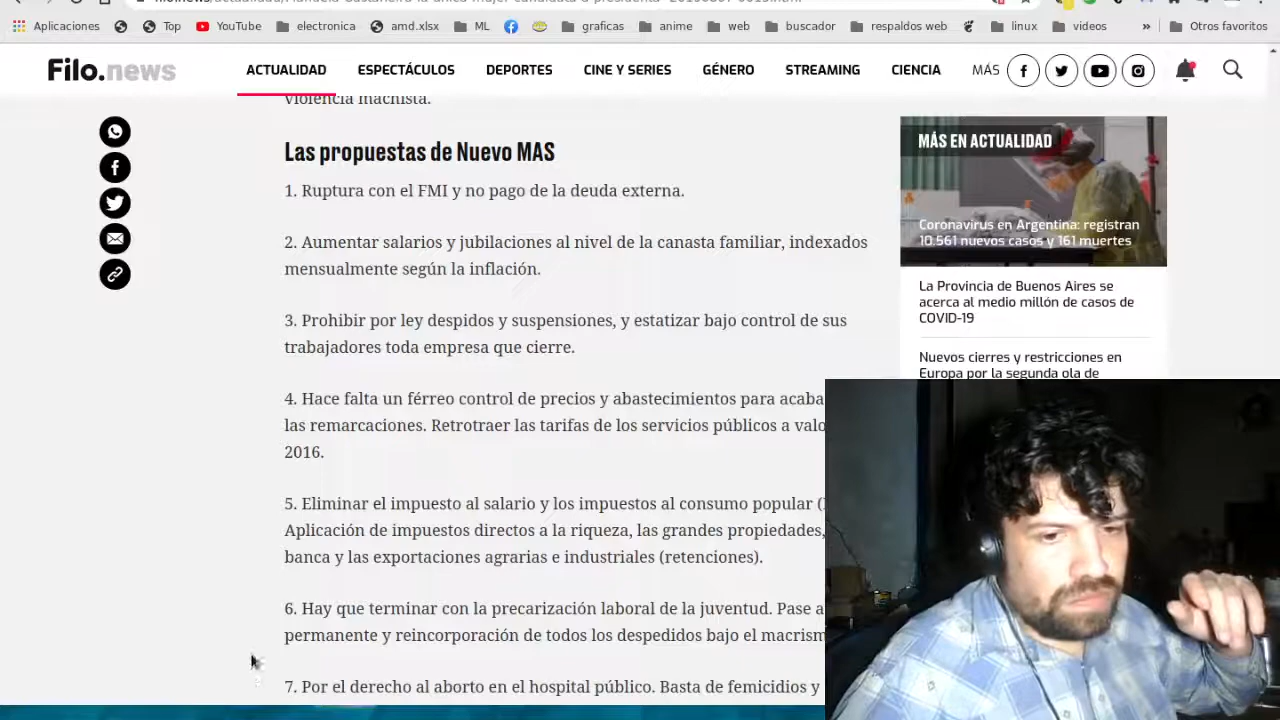 Aplicaciones Top YouTube electronica amd.xlsx ML graficas anime web buscador respaldos web linux videos » Otros favoritos
Filo.news ACTUALIDAD ESPECTÁCULOS DEPORTES CINE Y SERIES GÉNERO STREAMING CIENCIA MÁS
violencia machista.
Las propuestas de Nuevo MAS
1. Ruptura con el FMI y no pago de la deuda externa.
2. Aumentar salarios y jubilaciones al nivel de la canasta familiar, indexados
mensualmente según la inflación.
3. Prohibir por ley despidos y suspensiones, y estatizar bajo control de sus
trabajadores toda empresa que cierre.
4. Hace falta un férreo control de precios y abastecimientos para acaba
las remarcaciones. Retrotraer las tarifas de los servicios públicos a valo
2016.
5. Eliminar el impuesto al salario y los impuestos al consumo popular (
Aplicación de impuestos directos a la riqueza, las grandes propiedades,
banca y las exportaciones agrarias e industriales (retenciones).
6. Hay que terminar con la precarización laboral de la juventud. Pase a
permanente y reincorporación de todos los despedidos bajo el macrism
7. Por el derecho al aborto en el hospital público. Basta de femicidios y
MÁS EN ACTUALIDAD
Coronavirus en Argentina: registran
10.561 nuevos casos y 161 muertes
La Provincia de Buenos Aires se
acerca al medio millón de casos de
COVID-19
Nuevos cierres y restricciones en
Europa por la segunda ola de